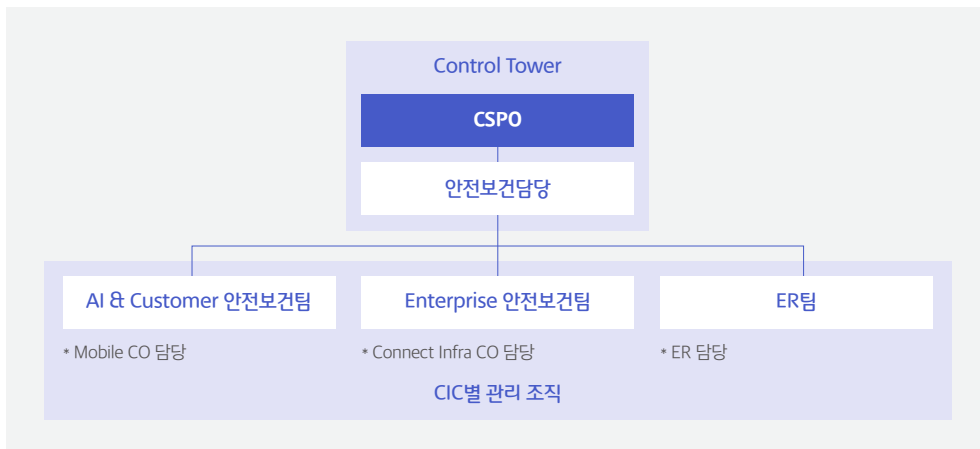 Control Tower
CSPO
안전보건담당
AI & Customer 안전보건팀
Enterprise 안전보건팀
ER팀
* Mobile CO 담당
* Connect Infra CO 담당
* ER 담당
CIC별 관리 조직